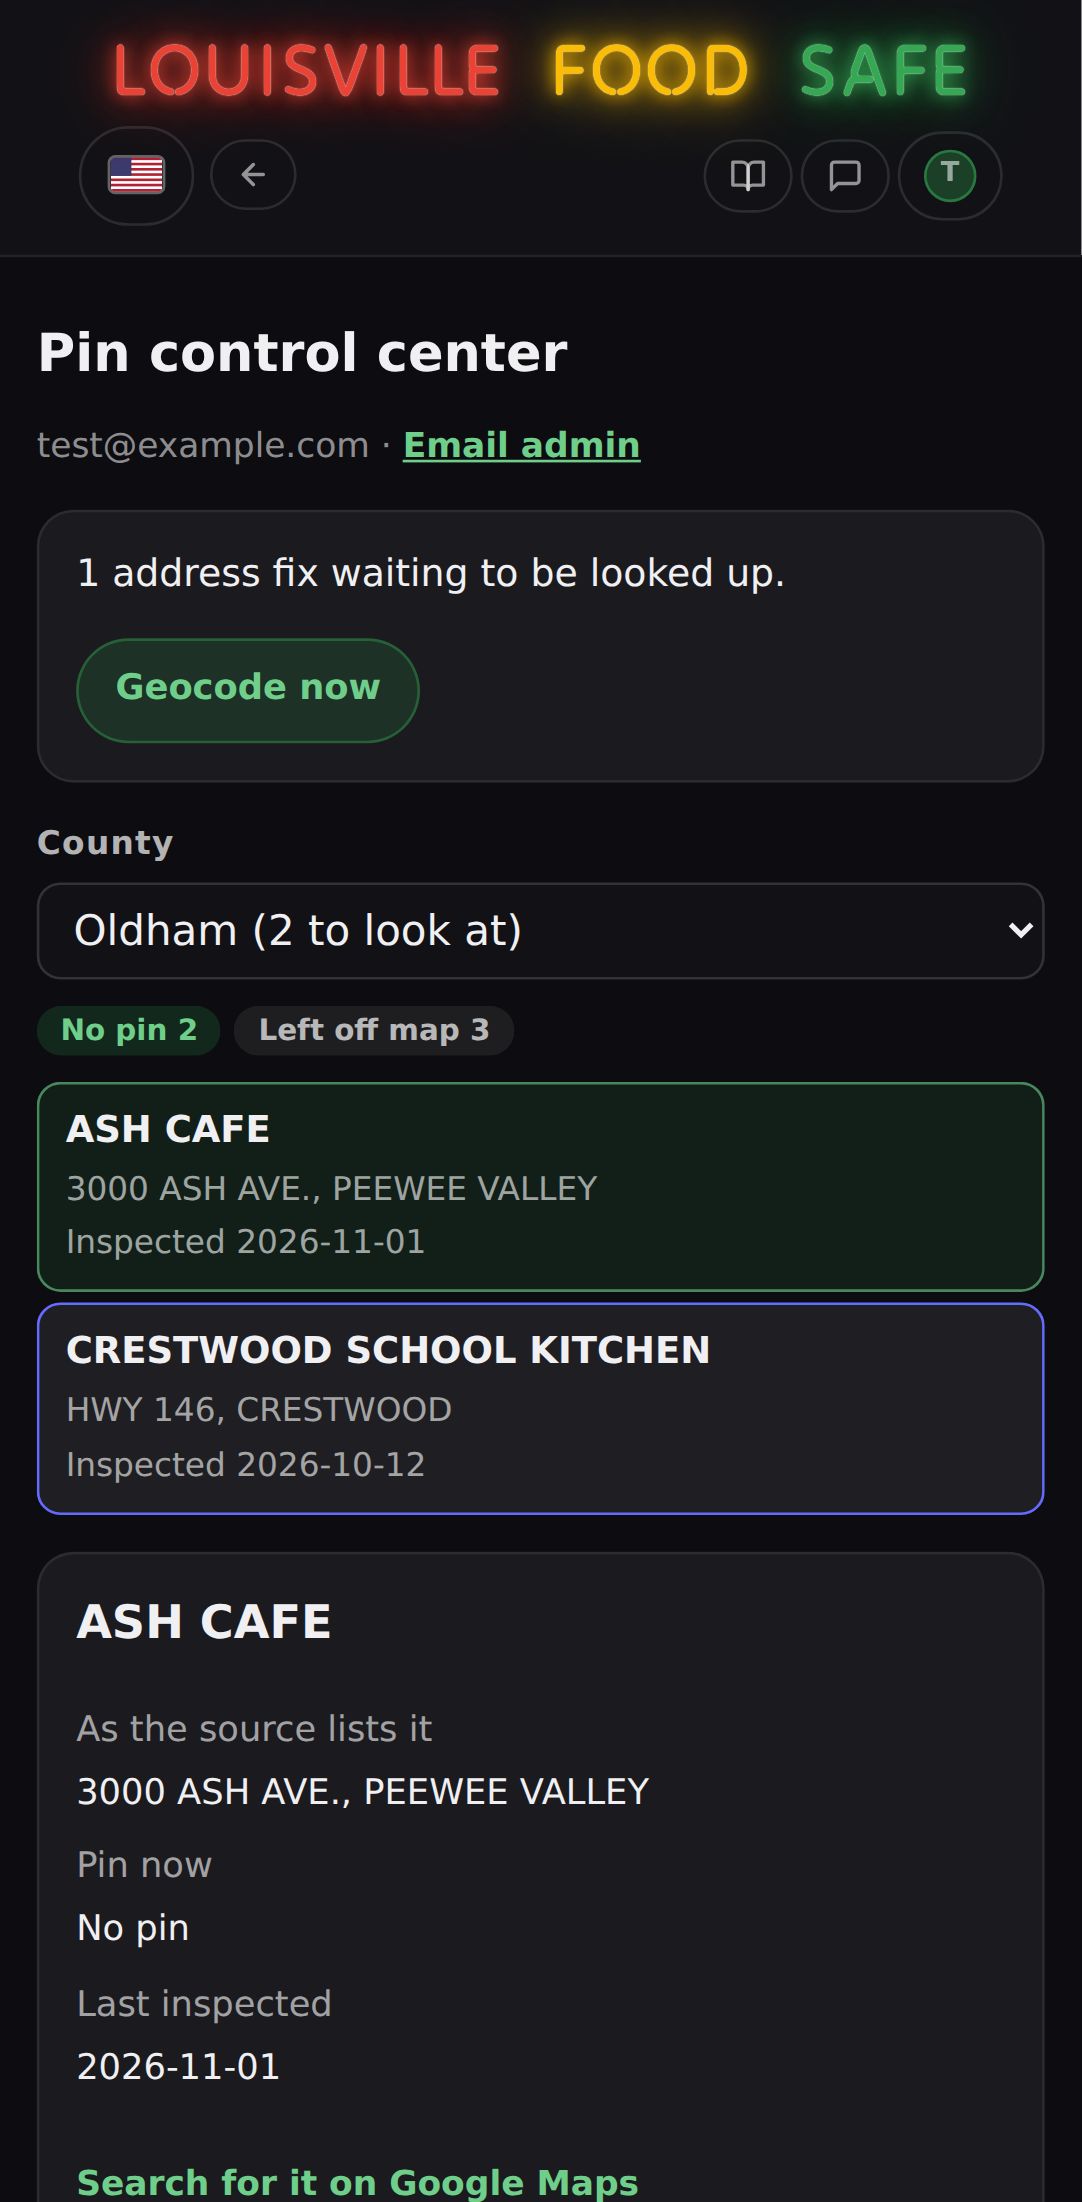 LOUISVILLE FOOD SAFE
T
Pin control center
test@example.com · Email admin
1 address fix waiting to be looked up.
Geocode now
County
Oldham (2 to look at)
No pin 2 Left off map 3
ASH CAFE
3000 ASH AVE., PEEWEE VALLEY
Inspected 2026-11-01
CRESTWOOD SCHOOL KITCHEN
HWY 146, CRESTWOOD
Inspected 2026-10-12
ASH CAFE
As the source lists it
3000 ASH AVE., PEEWEE VALLEY
Pin now
No pin
Last inspected
2026-11-01
Search for it on Google Maps